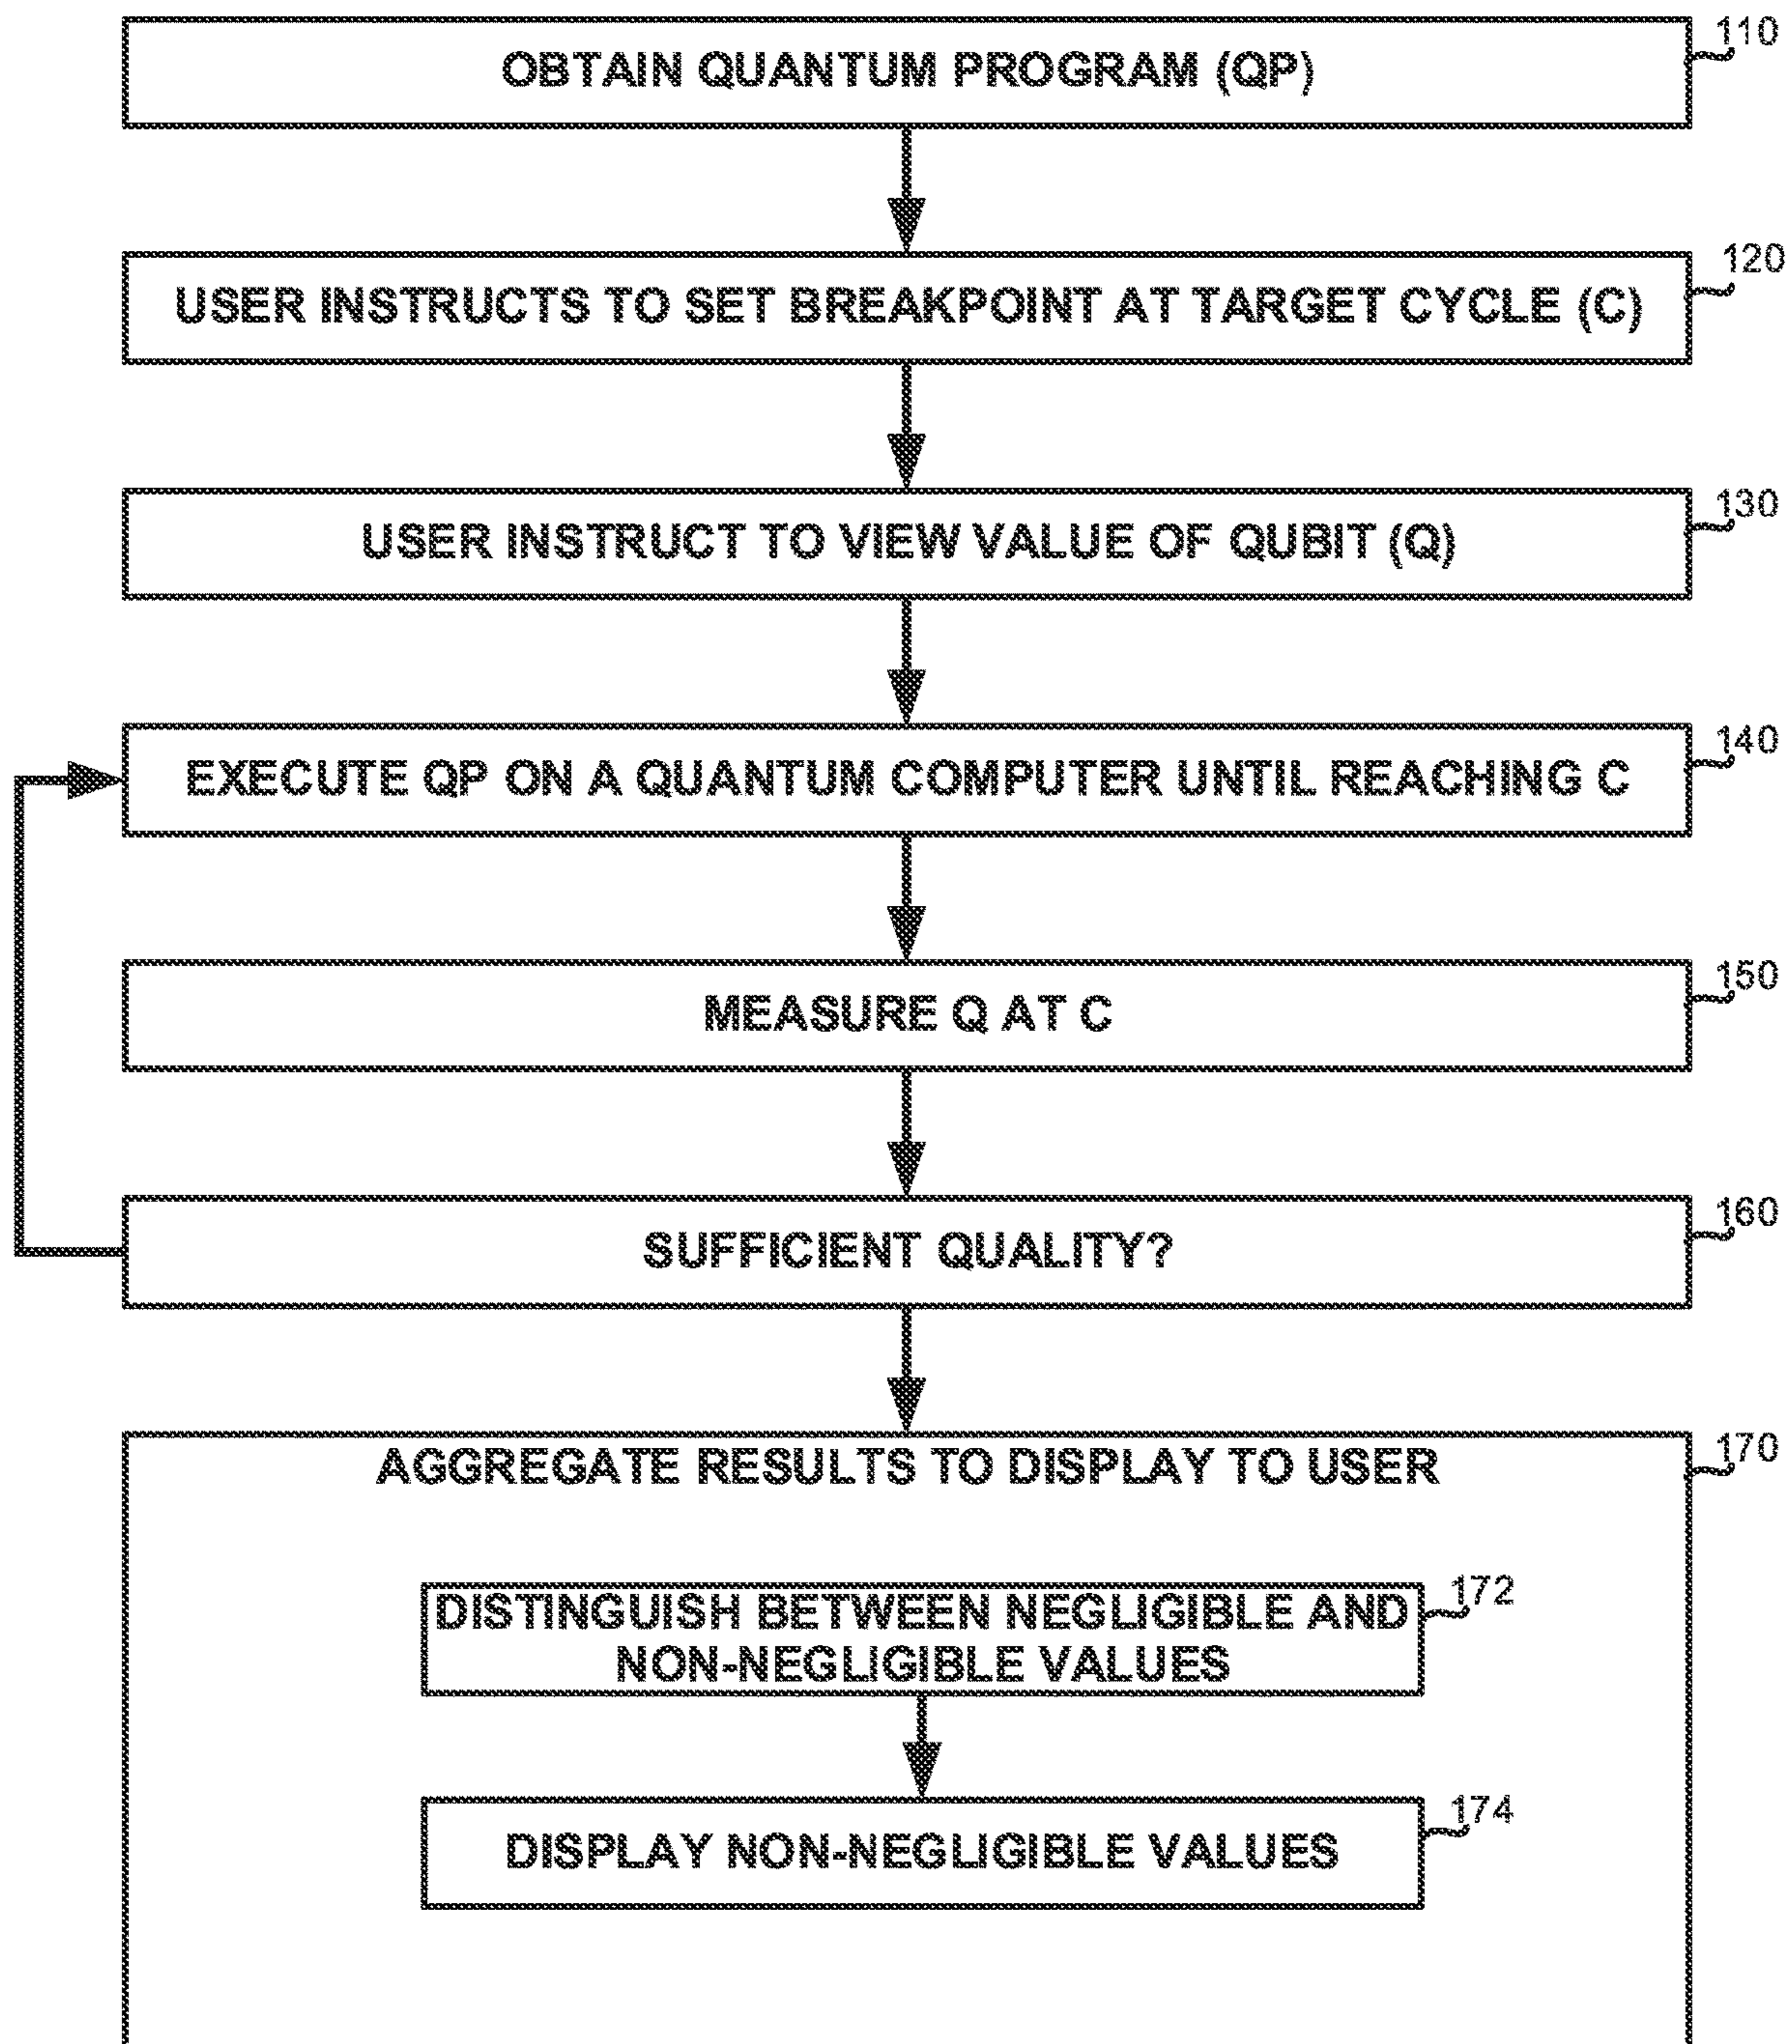 OBTAIN QUANTUM PROGRAM (QP)
110
USER INSTRUCTS TO SET BREAKPOINT AT TARGET CYCLE (C)
120
USER INSTRUCT TO VIEW VALUE OF QUBIT (Q)
130
EXECUTE QP ON A QUANTUM COMPUTER UNTIL REACHING C
140
MEASURE Q AT C
150
SUFFICIENT QUALITY?
160
AGGREGATE RESULTS TO DISPLAY TO USER
170
DISTINGUISH BETWEEN NEGLIGIBLE AND
NON-NEGLIGIBLE VALUES
172
DISPLAY NON-NEGLIGIBLE VALUES
174